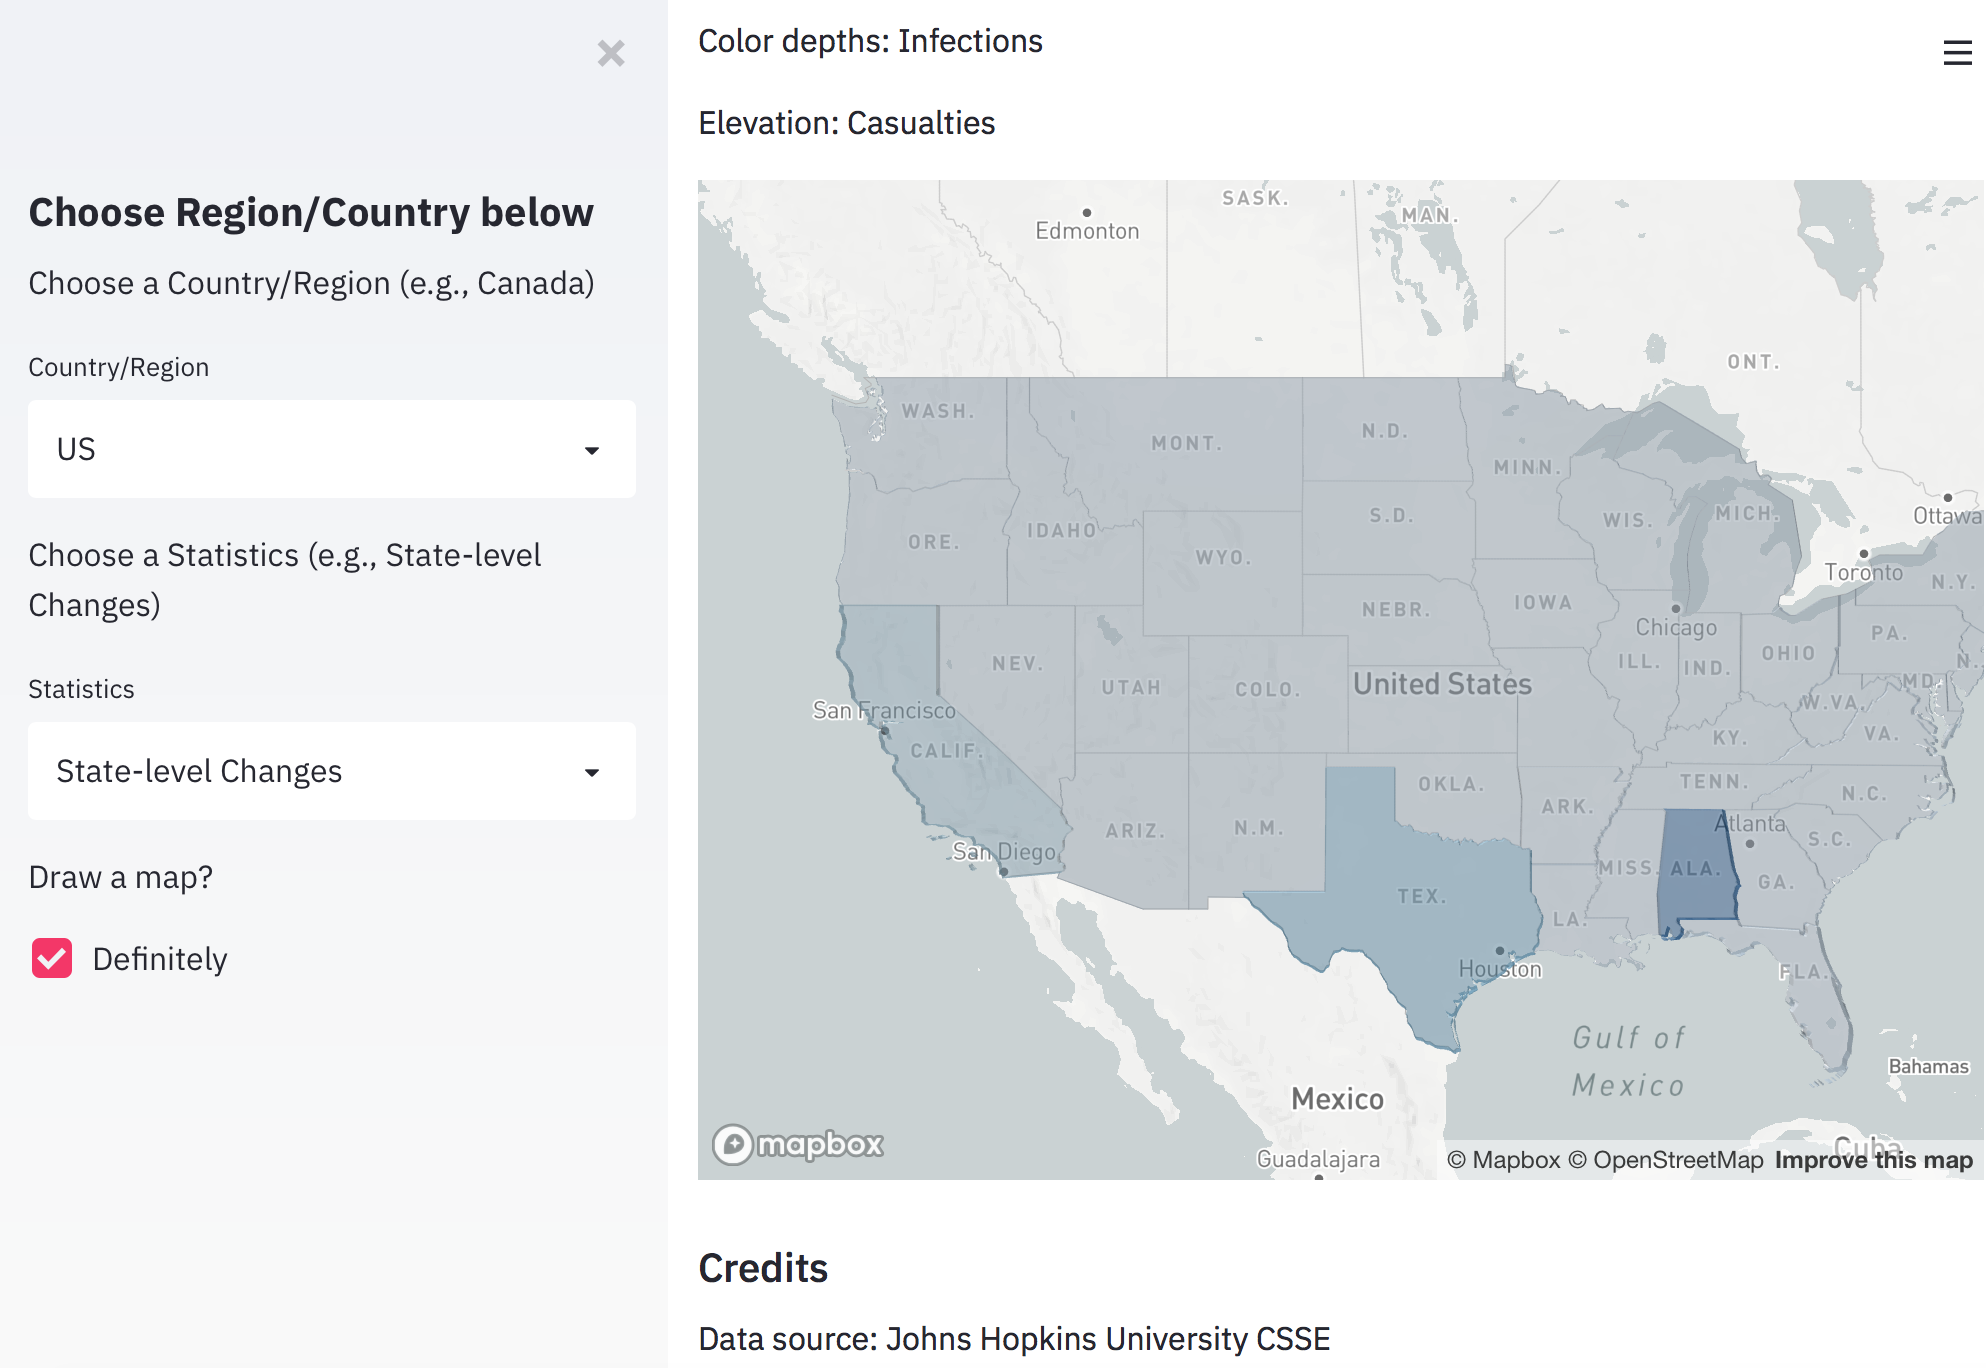 Color depths: Infections
Elevation: Casualties
Choose Region/Country below
Choose a Country/Region (e.g., Canada)
Country/Region
US
Choose a Statistics (e.g., State-level
Changes)
Statistics
State-level Changes
Draw a map?
Definitely
SASK.
MAN.
Edmonton
ONT.
WASH.
MONT.
N.D.
MINN.
Ottawa
ORE.
IDAHO
S.D.
WIS.
MICH.
WYO.
Toronto
N.Y.
NEBR.
IOWA
Chicago
PA.
NEV.
UTAH
COLO.
United States
ILL.
IND.
OHIO
N.
MD.
San Francisco
W.VA.
CALIF.
KY.
VA.
OKLA.
TENN.
ARK.
N.C.
San Diego
ARIZ.
N.M.
Atlanta
S.C.
TEX.
MISS.
ALA.
GA.
LA.
Houston
FLA.
Gulf of
Mexico
Bahamas
Mexico
Cuba
mapbox
Guadalajara
© Mapbox © OpenStreetMap Improve this map
Credits
Data source: Johns Hopkins University CSSE